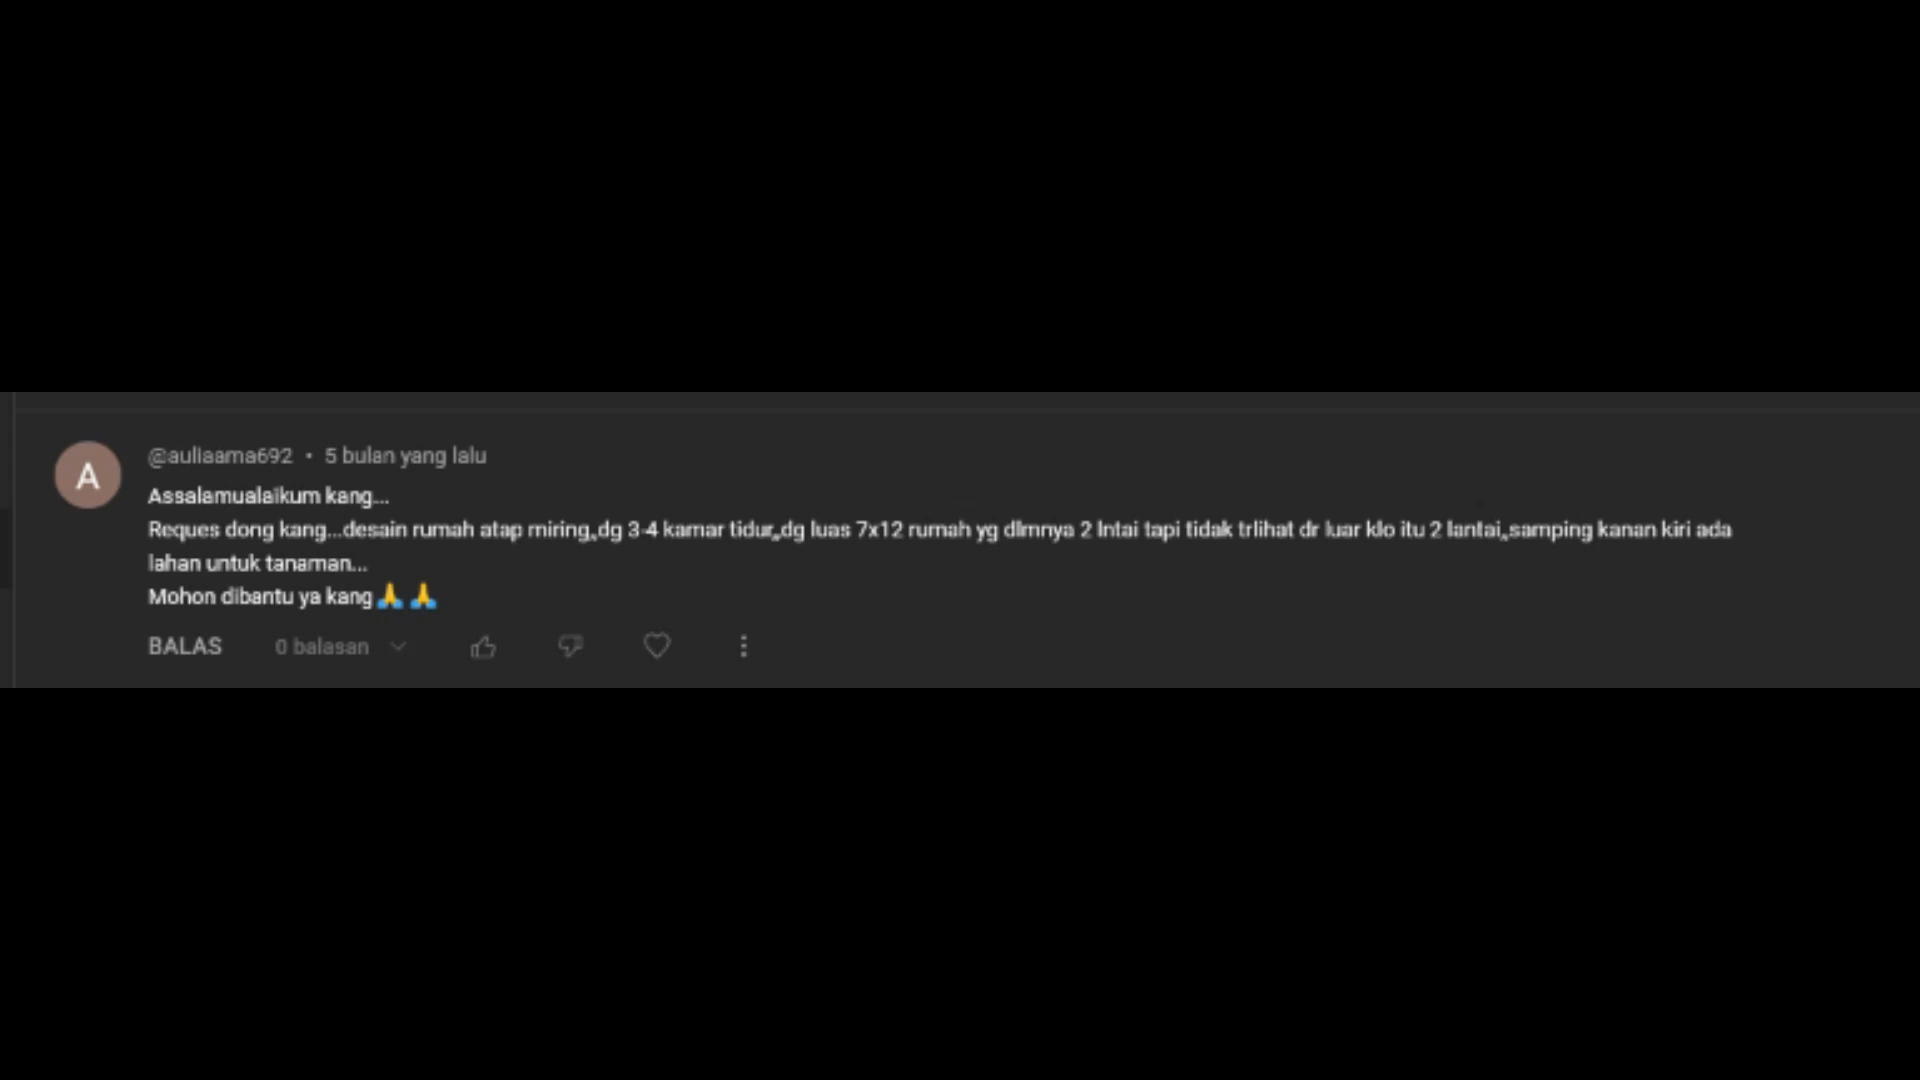 A
@auliaama692 • 5 bulan yang lalu
Assalamualaikum kang...
Reques dong kang...desain rumah atap miring,,dg 3-4 kamar tidur,,dg luas 7x12 rumah yg dlmnya 2 lntai tapi tidak trlihat dr luar klo itu 2 lantai,,samping kanan kiri ada
lahan untuk tanaman...
Mohon dibantu ya kang🙏🙏
BALAS 0 balasan